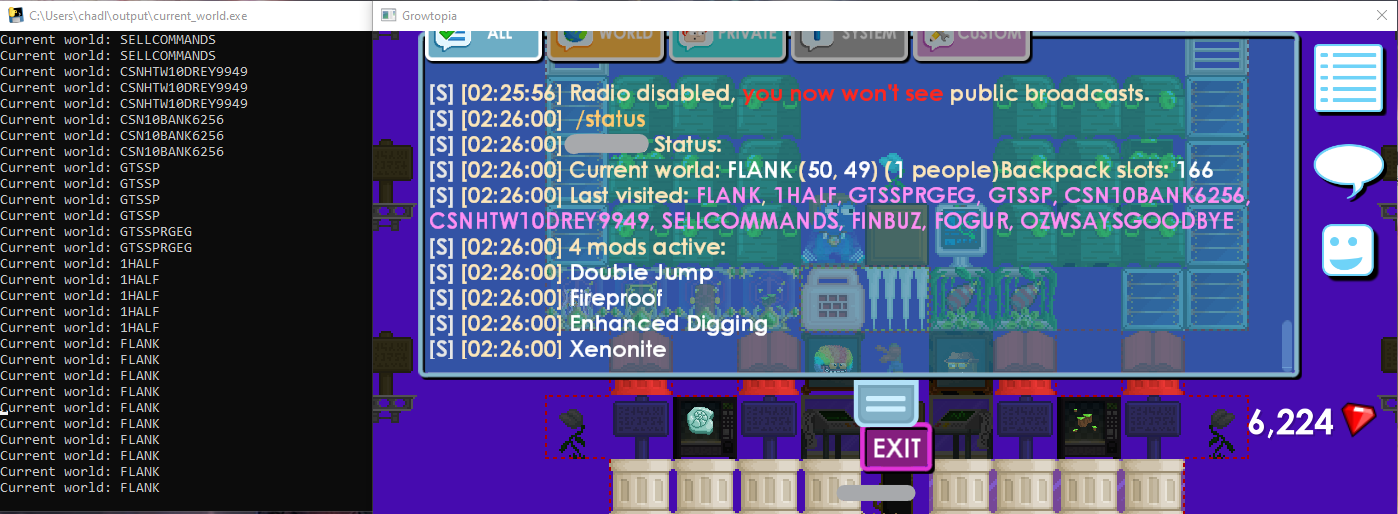 C:\Users\chadl\output\current_world.exe
Current world: SELLCOMMANDS
Current world: SELLCOMMANDS
Current world: CSNHTW10DREY9949
Current world: CSNHTW10DREY9949
Current world: CSNHTW10DREY9949
Current world: CSN10BANK6256
Current world: CSN10BANK6256
Current world: CSN10BANK6256
Current world: GTSSP
Current world: GTSSP
Current world: GTSSP
Current world: GTSSP
Current world: GTSSPRGEG
Current world: GTSSPRGEG
Current world: 1HALF
Current world: 1HALF
Current world: 1HALF
Current world: 1HALF
Current world: 1HALF
Current world: FLANK
Current world: FLANK
Current world: FLANK
Current world: FLANK
Current world: FLANK
Current world: FLANK
Current world: FLANK
Current world: FLANK
Current world: FLANK
Current world: FLANK
Growtopia
ALL WORLD PRIVATE SYSTEM CUSTOM
[S] [02:25:56] Radio disabled, you now won't see public broadcasts.
[S] [02:26:00] /status
[S] [02:26:00] Status:
[S] [02:26:00] Current world: FLANK (50, 49) (1 people)Backpack slots: 166
[S] [02:26:00] Last visited: FLANK, 1HALF, GTSSPRGEG, GTSSP, CSN10BANK6256,
CSNHTW10DREY9949, SELLCOMMANDS, FINBUZ, FOGUR, OZWSAYSGOODBYE
[S] [02:26:00] 4 mods active:
[S] [02:26:00] Double Jump
[S] [02:26:00] Fireproof
[S] [02:26:00] Enhanced Digging
[S] [02:26:00] Xenonite
6,224
EXIT